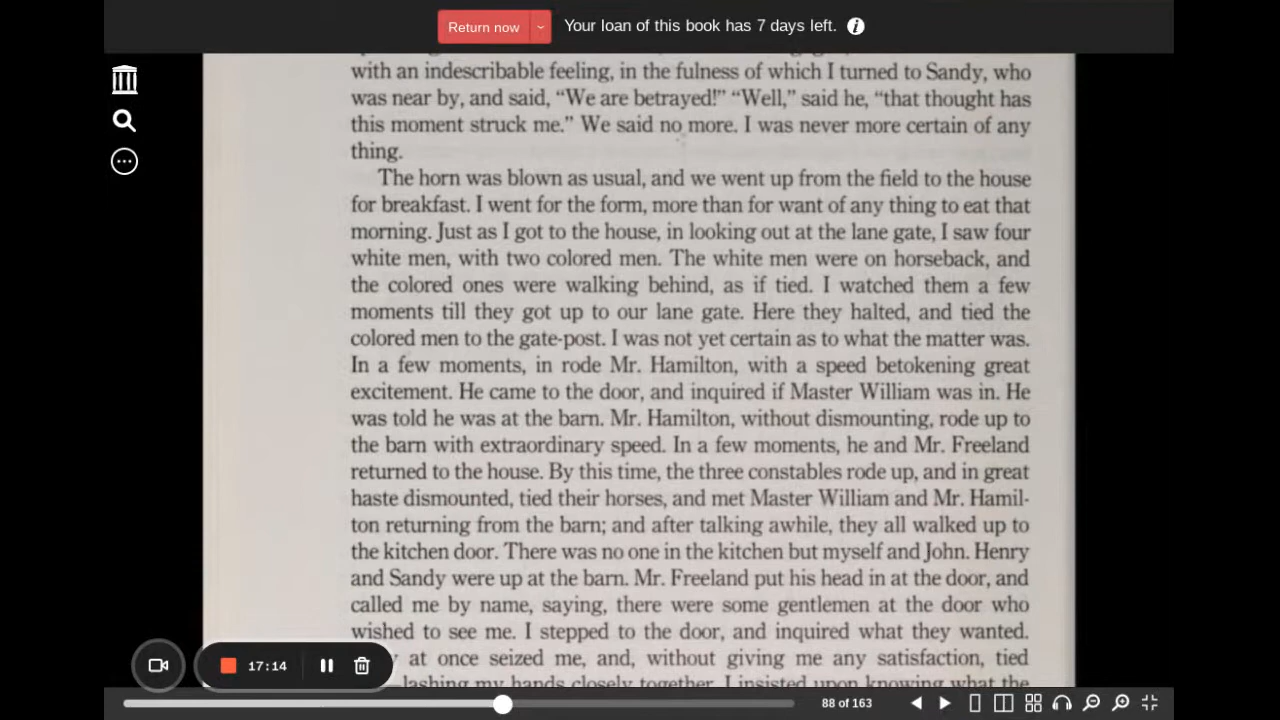 Return now
Your loan of this book has 7 days left.
with an indescribable feeling, in the fulness of which I turned to Sandy, who
was near by, and said, “We are betrayed!” “Well,” said he, “that thought has
this moment struck me.” We said no more. I was never more certain of any
thing.
The horn was blown as usual, and we went up from the field to the house
for breakfast. I went for the form, more than for want of any thing to eat that
morning. Just as I got to the house, in looking out at the lane gate, I saw four
white men, with two colored men. The white men were on horseback, and
the colored ones were walking behind, as if tied. I watched them a few
moments till they got up to our lane gate. Here they halted, and tied the
colored men to the gate-post. I was not yet certain as to what the matter was.
In a few moments, in rode Mr. Hamilton, with a speed betokening great
excitement. He came to the door, and inquired if Master William was in. He
was told he was at the barn. Mr. Hamilton, without dismounting, rode up to
the barn with extraordinary speed. In a few moments, he and Mr. Freeland
returned to the house. By this time, the three constables rode up, and in great
haste dismounted, tied their horses, and met Master William and Mr. Hamil-
ton returning from the barn; and after talking awhile, they all walked up to
the kitchen door. There was no one in the kitchen but myself and John. Henry
and Sandy were up at the barn. Mr. Freeland put his head in at the door, and
called me by name, saying, there were some gentlemen at the door who
wished to see me. I stepped to the door, and inquired what they wanted.
at once seized me, and, without giving me any satisfaction, tied
lashing my hands closely together. I insisted upon knowing what the
17:14
88 of 163